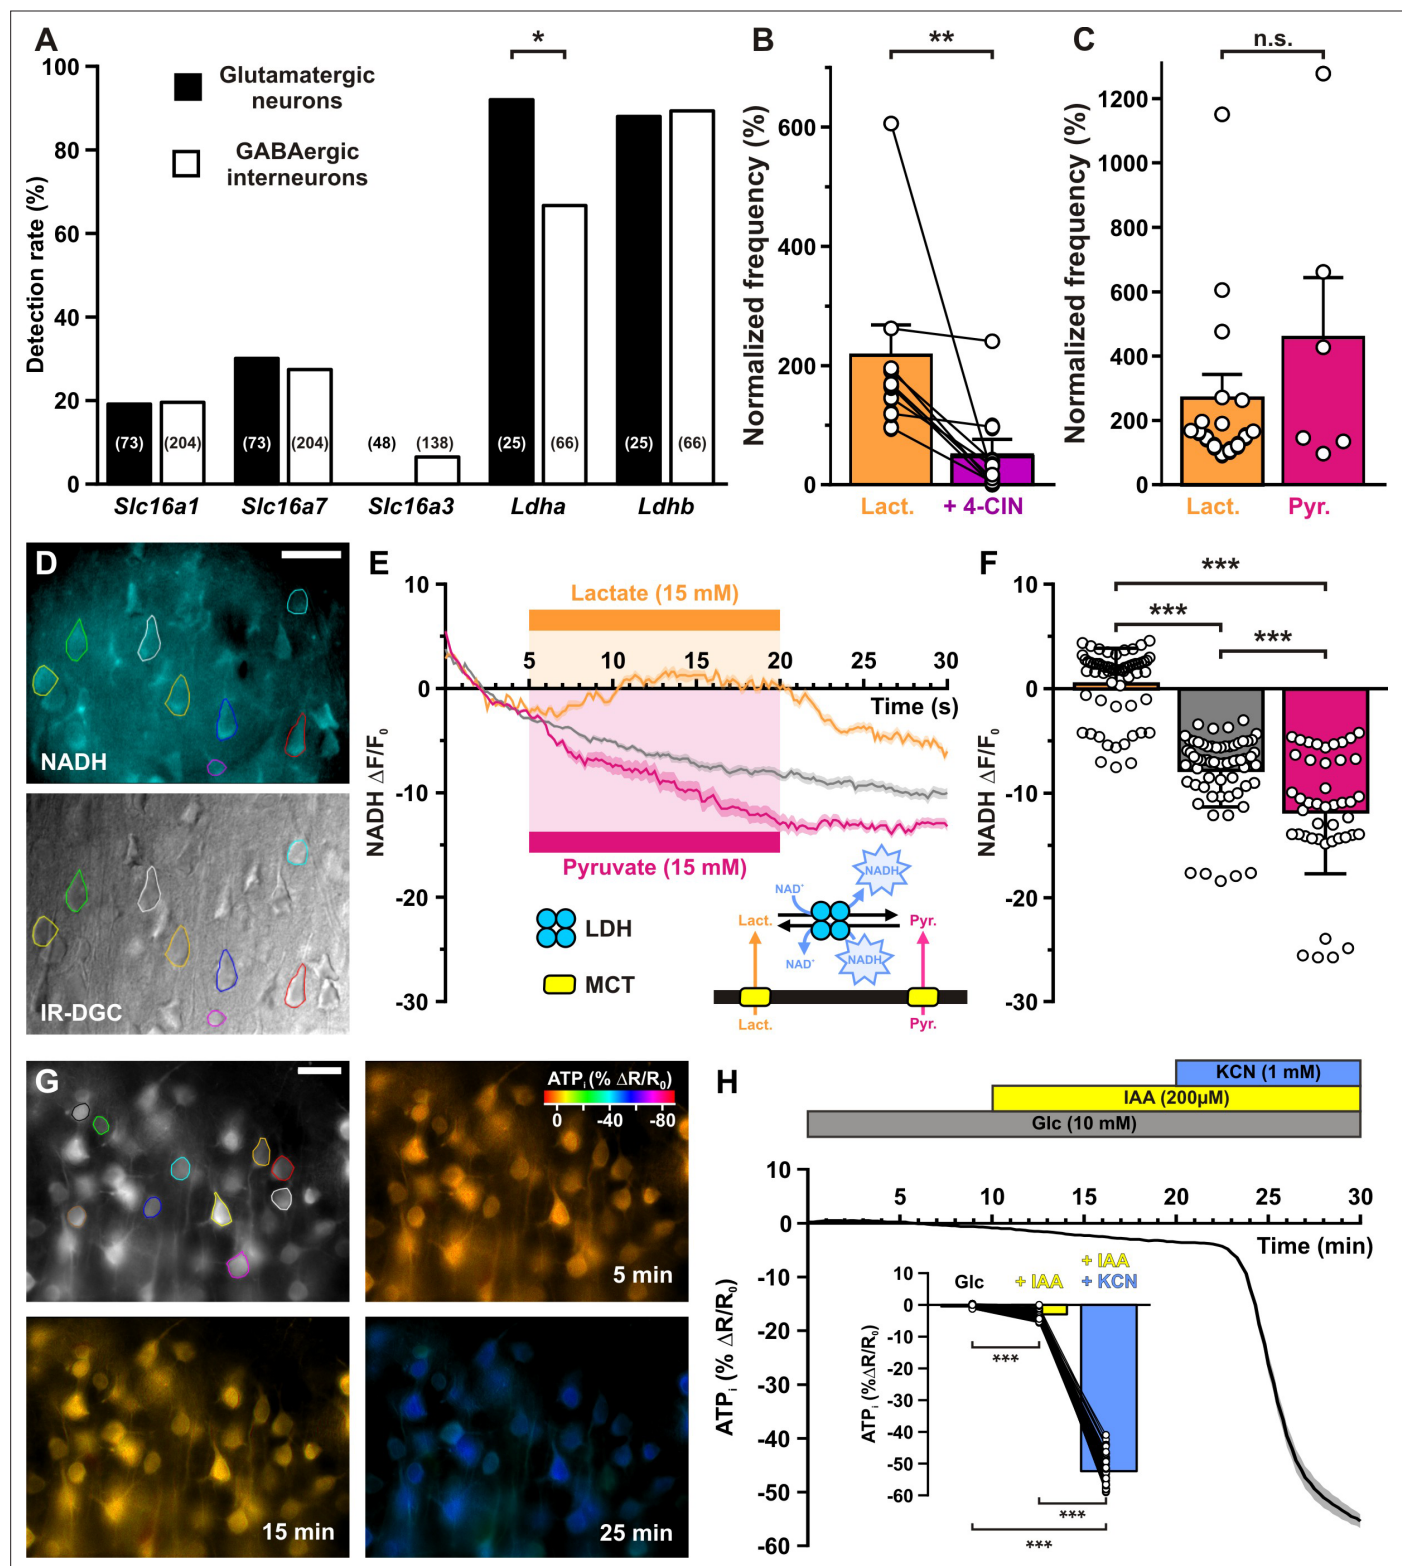 A
*
100
80
60
40
20
0
Detection rate (%)
Glutamatergic
neurons
GABAergic
interneurons
(73)
(204)
(73)
(204)
(48)
(138)
(25)
(66)
(25)
(66)
Slc16a1
Slc16a7
Slc16a3
Ldha
Ldhb
B
**
Normalized frequency (%)
600
400
200
0
Lact.
+ 4-CIN
C
n.s.
Normalized frequency (%)
1200
1000
800
600
400
200
0
Lact.
Pyr.
D
NADH
IR-DGC
E
10
0
-10
-20
-30
NADH ΔF/F0
Lactate (15 mM)
5
10
15
20
25
30
Time (s)
Pyruvate (15 mM)
LDH
MCT
NAD+
NADH
Lact.
Pyr.
NAD+
NADH
Lact.
Pyr.
F
***
***
***
10
0
-10
-20
-30
NADH ΔF/F0
G
ATPi (% ΔR/R0)
0
-40
-80
5 min
15 min
25 min
H
KCN (1 mM)
IAA (200µM)
Glc (10 mM)
10
0
-10
-20
-30
-40
-50
-60
ATPi (% ΔR/R0)
5
10
15
20
25
30
Time (min)
Glc
+ IAA
+ IAA
+ KCN
10
0
-10
-20
-30
-40
-50
-60
ATPi (%ΔR/R0)
***
***
***